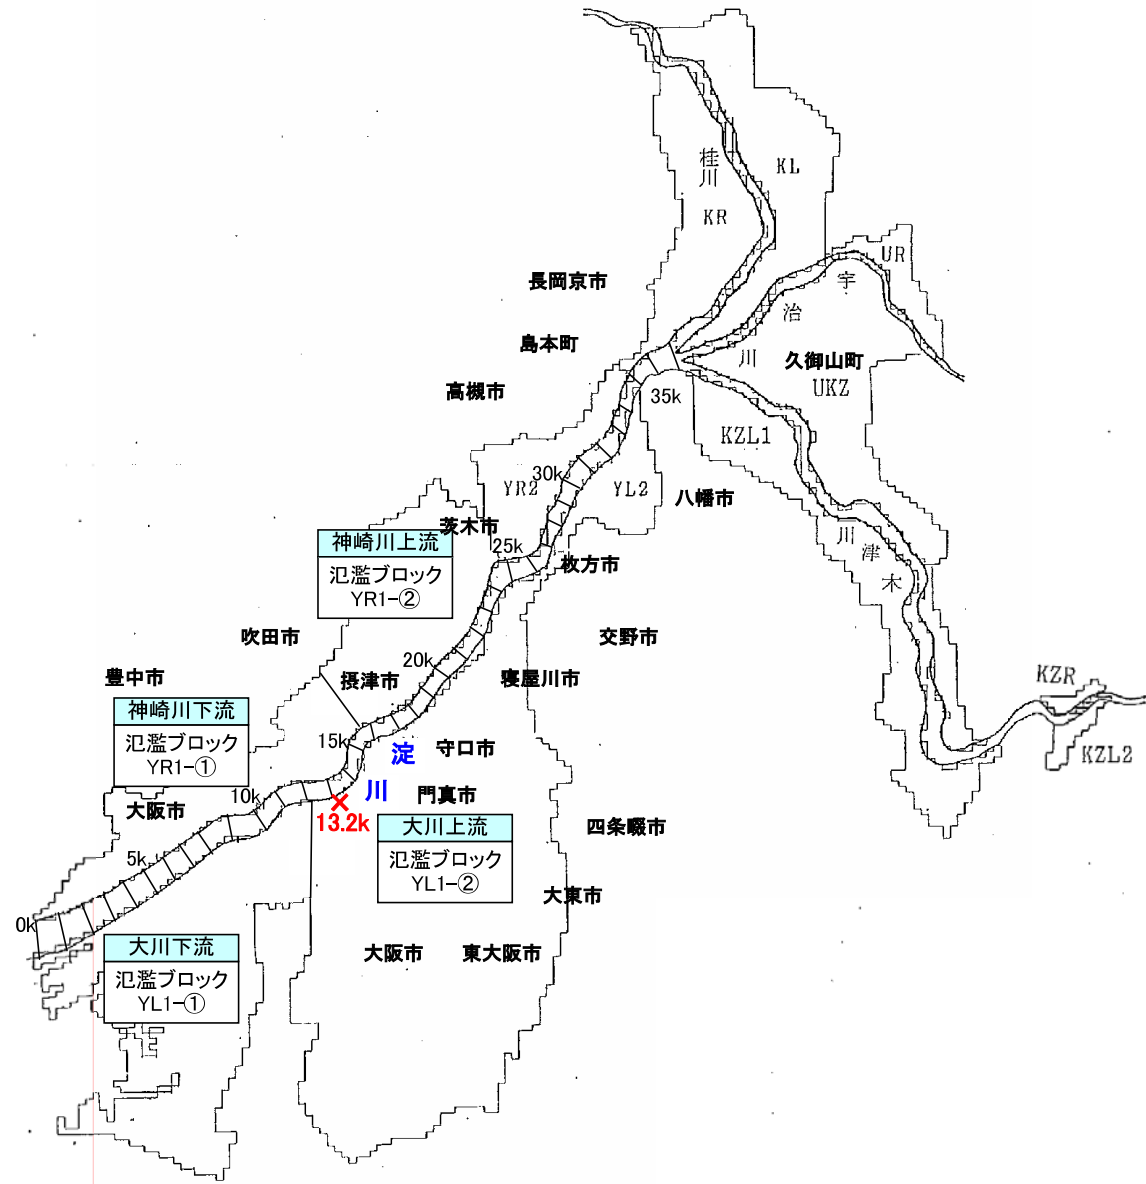 桂川
KL
KR
UR
長岡京市
宇
治
川
島本町
久御山町
UKZ
高槻市
35k
KZL1
30k
YR2
YL2
八幡市
茨木市
川
津
木
神崎川上流
氾濫ブロック
YR1-②
25k
枚方市
吹田市
交野市
20k
豊中市
摂津市
寝屋川市
KZR
神崎川下流
氾濫ブロック
YR1-①
15k
淀
川
守口市
KZL2
10k
門真市
大阪市
13.2k
大川上流
氾濫ブロック
YL1-②
四条畷市
5k
大東市
0k
大川下流
氾濫ブロック
YL1-①
大阪市
東大阪市